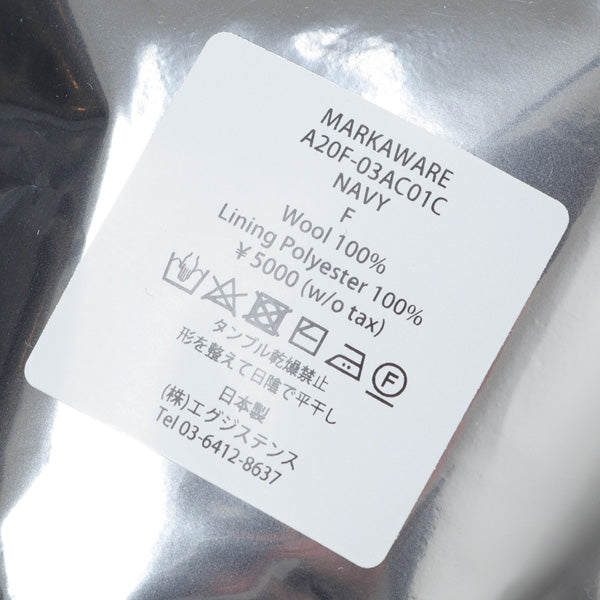 MARKAWARE
A20F-03AC01C
NAVY
F
Wool 100%
Lining Polyester 100%
¥5000 (w/o tax)
F
タンブル乾燥禁止
形を整えて日陰で平干し
日本製
(株)エグジステンス
Tel 03-6412-8637